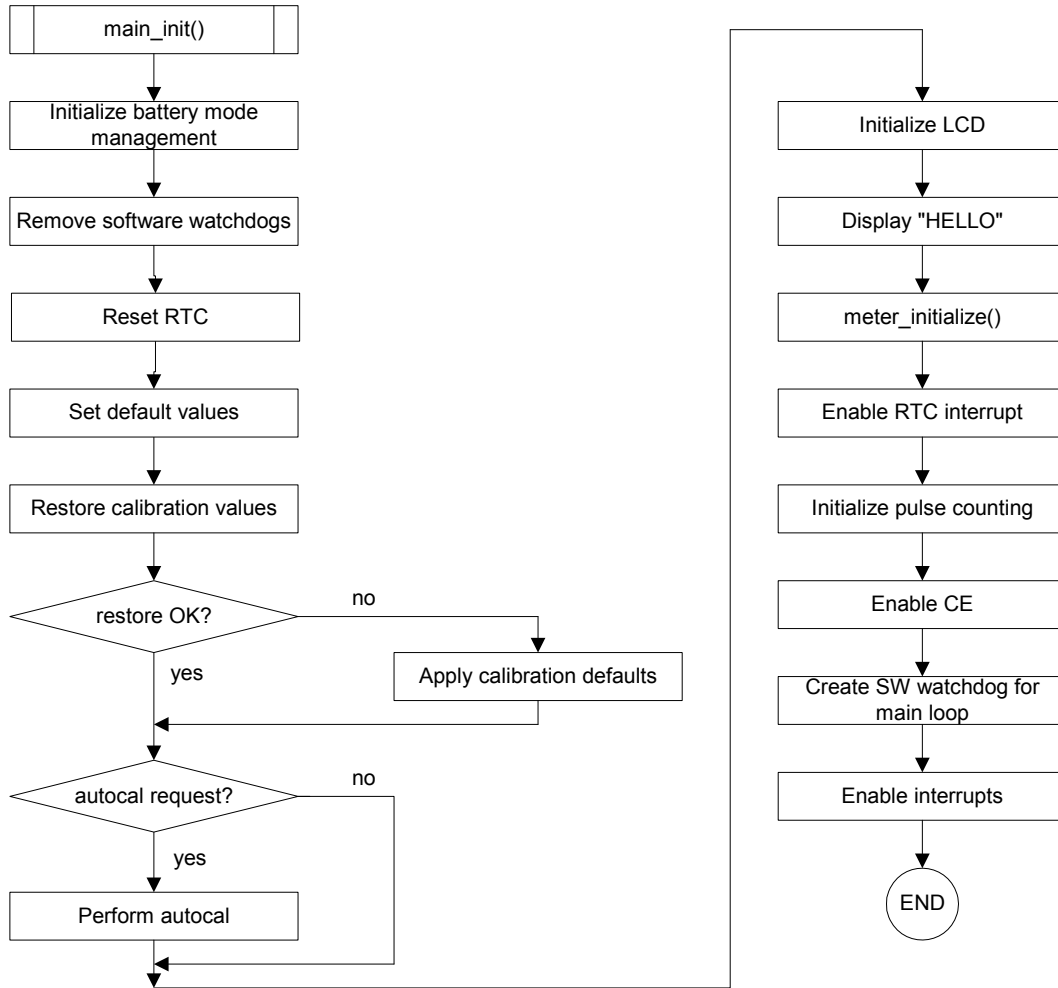 main_init()
Initialize battery mode
management
Remove software watchdogs
Reset RTC
Set default values
Restore calibration values
restore OK?
no
yes
Apply calibration defaults
autocal request?
no
yes
Perform autocal
Initialize LCD
Display "HELLO"
meter_initialize()
Enable RTC interrupt
Initialize pulse counting
Enable CE
Create SW watchdog for
main loop
Enable interrupts
END